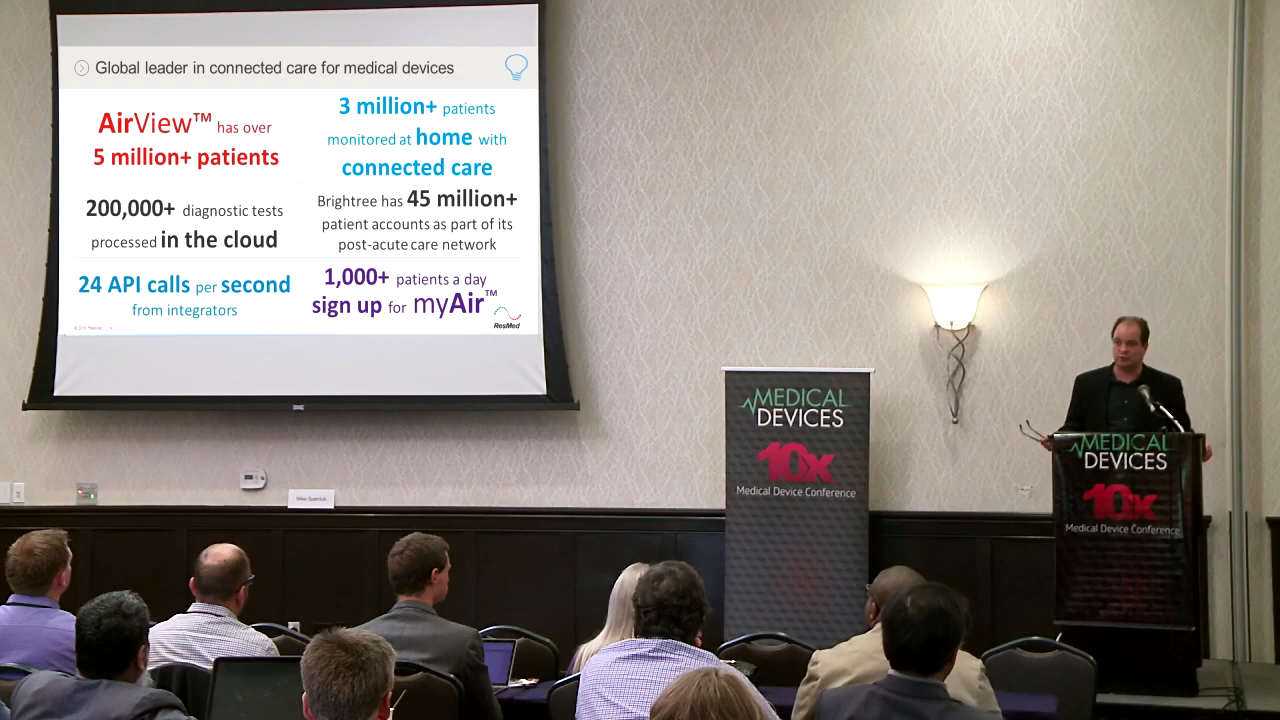 Global leader in connected care for medical devices
AirView™ has over
5 million+ patients
3 million+ patients
monitored at home with
connected care
200,000+ diagnostic tests
processed in the cloud
Brightree has 45 million+
patient accounts as part of its
post-acute care network
24 API calls per second
from integrators
1,000+ patients a day
sign up for myAir™
ResMed
MEDICAL
DEVICES
10x
Medical Device Conference
MEDICAL
DEVICES
10x
Medical Device Conference